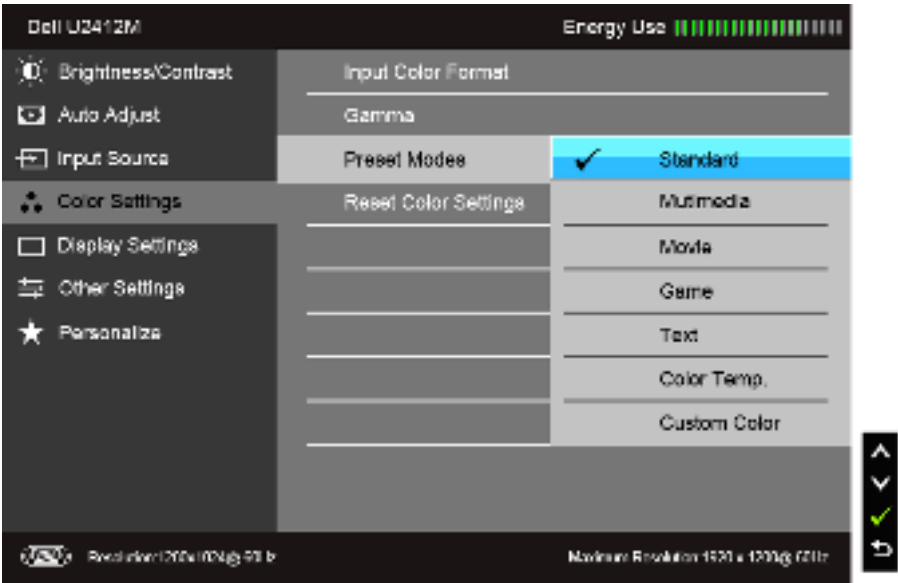 Dell U2412M
Energy Use
Brightness/Contrast
Auto Adjust
Input Source
Color Settings
Display Settings
Other Settings
Personalize
Input Color Format
Gamma
Preset Modes
Reset Color Settings
Standard
Mutimedia
Movie
Game
Text
Color Temp.
Custom Color
Resolution:
Maximum Resolution: 1920 x 1200@ 60Hz